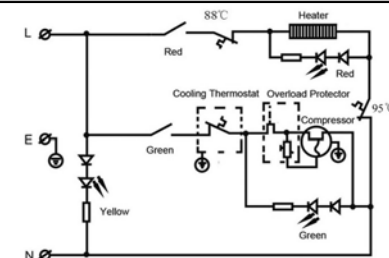 88℃
Heater
L
Red
Red
95℃
Cooling Thermostat
Overload Protector
Compressor
E
Green
Yellow
Green
N